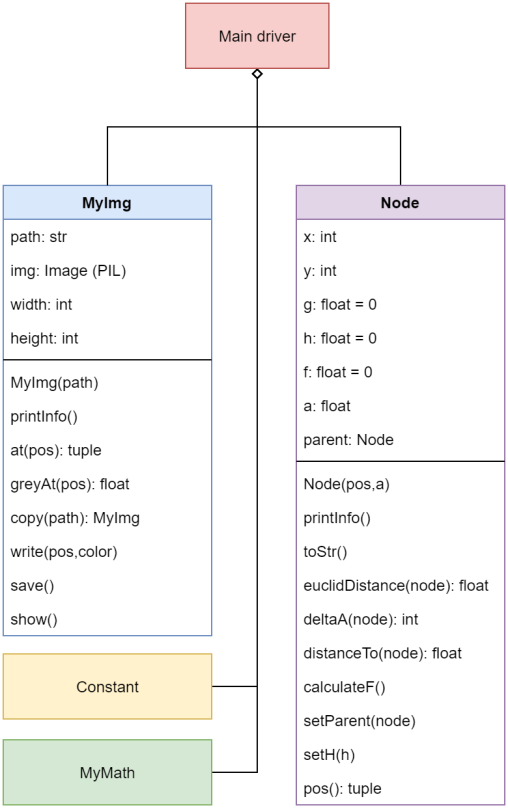 Main driver
MyImg
path: str
img: Image (PIL)
width: int
height: int
MyImg(path)
printInfo()
at(pos): tuple
greyAt(pos): float
copy(path): MyImg
write(pos,color)
save()
show()
Constant
MyMath
Node
x: int
y: int
g: float = 0
h: float = 0
f: float = 0
a: float
parent: Node
Node(pos,a)
printInfo()
toStr()
euclidDistance(node): float
deltaA(node): int
distanceTo(node): float
calculateF()
setParent(node)
setH(h)
pos(): tuple